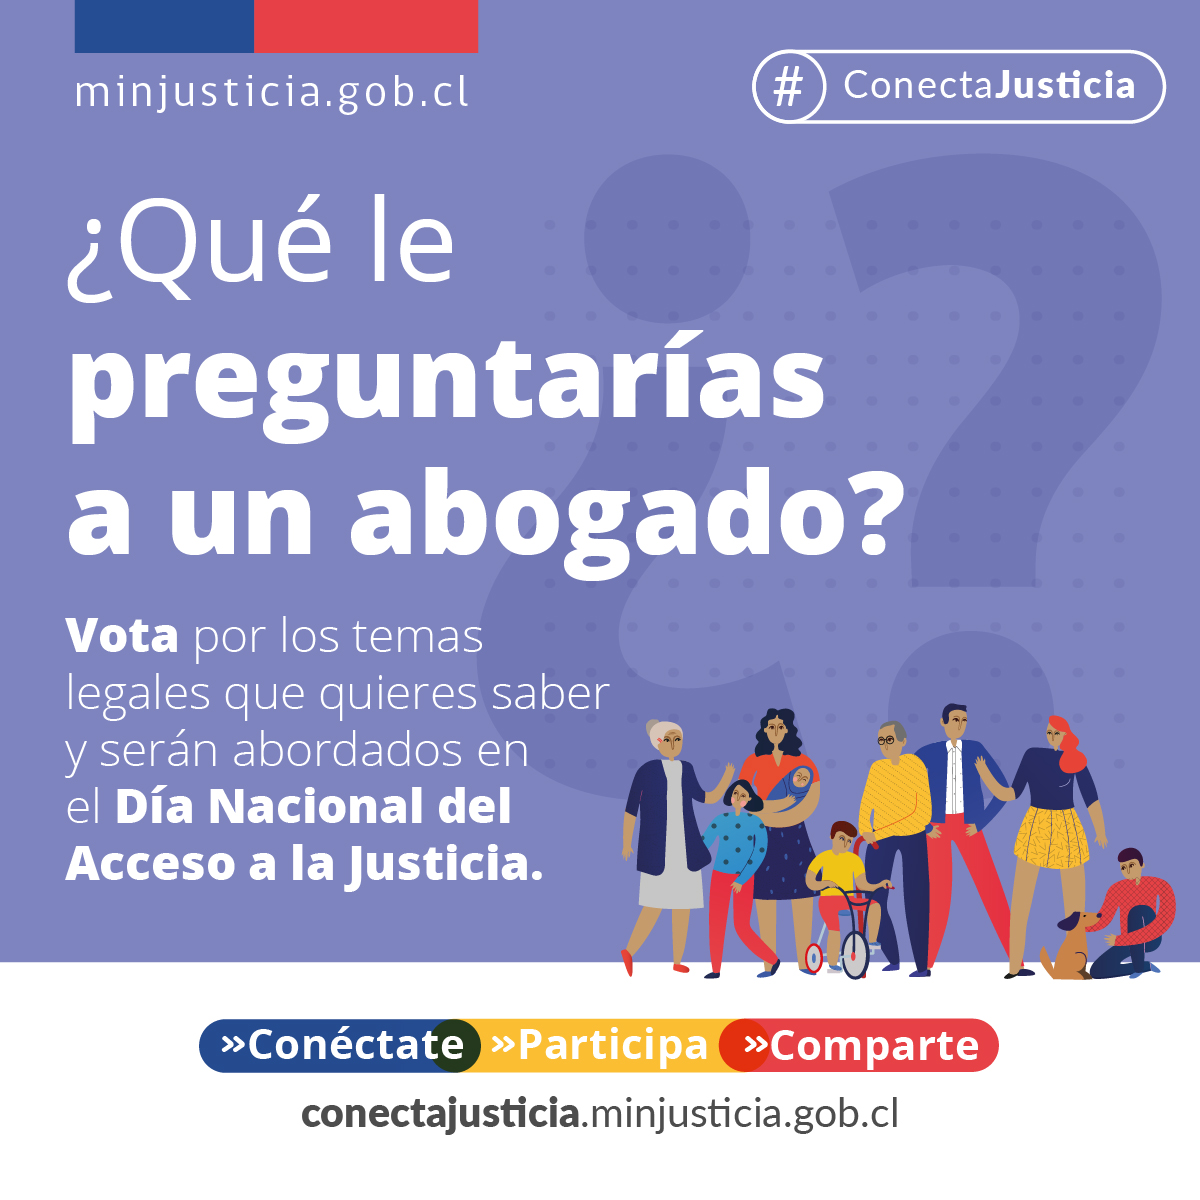 minjusticia.gob.cl
# ConectaJusticia
¿Qué le
preguntarías
a un abogado?
Vota por los temas
legales que quieres saber
y serán abordados en
el Día Nacional del
Acceso a la Justicia.
»Conéctate »Participa »Comparte
conectajusticia.minjusticia.gob.cl